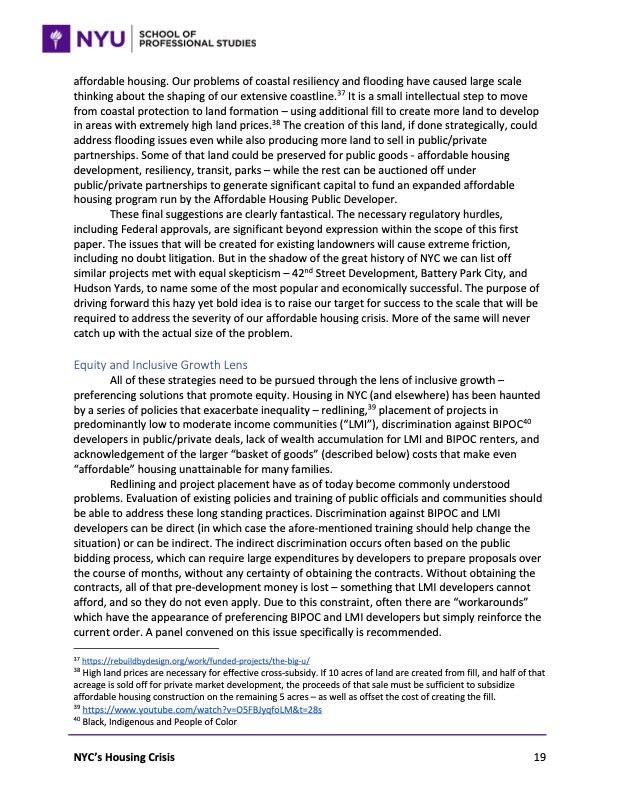 NYU
SCHOOL OF
PROFESSIONAL STUDIES
affordable housing. Our problems of coastal resiliency and flooding have caused large scale
thinking about the shaping of our extensive coastline.37 It is a small intellectual step to move
from coastal protection to land formation – using additional fill to create more land to develop
in areas with extremely high land prices.38 The creation of this land, if done strategically, could
address flooding issues even while also producing more land to sell in public/private
partnerships. Some of that land could be preserved for public goods - affordable housing
development, resiliency, transit, parks – while the rest can be auctioned off under
public/private partnerships to generate significant capital to fund an expanded affordable
housing program run by the Affordable Housing Public Developer.
These final suggestions are clearly fantastical. The necessary regulatory hurdles,
including Federal approvals, are significant beyond expression within the scope of this first
paper. The issues that will be created for existing landowners will cause extreme friction,
including no doubt litigation. But in the shadow of the great history of NYC we can list off
similar projects met with equal skepticism – 42nd Street Development, Battery Park City, and
Hudson Yards, to name some of the most popular and economically successful. The purpose of
driving forward this hazy yet bold idea is to raise our target for success to the scale that will be
required to address the severity of our affordable housing crisis. More of the same will never
catch up with the actual size of the problem.
Equity and Inclusive Growth Lens
All of these strategies need to be pursued through the lens of inclusive growth –
preferencing solutions that promote equity. Housing in NYC (and elsewhere) has been haunted
by a series of policies that exacerbate inequality – redlining,39 placement of projects in
predominantly low to moderate income communities (“LMI”), discrimination against BIPOC40
developers in public/private deals, lack of wealth accumulation for LMI and BIPOC renters, and
acknowledgement of the larger “basket of goods” (described below) costs that make even
“affordable” housing unattainable for many families.
Redlining and project placement have as of today become commonly understood
problems. Evaluation of existing policies and training of public officials and communities should
be able to address these long standing practices. Discrimination against BIPOC and LMI
developers can be direct (in which case the afore-mentioned training should help change the
situation) or can be indirect. The indirect discrimination occurs often based on the public
bidding process, which can require large expenditures by developers to prepare proposals over
the course of months, without any certainty of obtaining the contracts. Without obtaining the
contracts, all of that pre-development money is lost – something that LMI developers cannot
afford, and so they do not even apply. Due to this constraint, often there are “workarounds”
which have the appearance of preferencing BIPOC and LMI developers but simply reinforce the
current order. A panel convened on this issue specifically is recommended.
37 https://rebuildbydesign.org/work/funded-projects/the-big-u/
38 High land prices are necessary for effective cross-subsidy. If 10 acres of land are created from fill, and half of that
acreage is sold off for private market development, the proceeds of that sale must be sufficient to subsidize
affordable housing construction on the remaining 5 acres – as well as offset the cost of creating the fill.
39 https://www.youtube.com/watch?v=O5FBJyqfoLM&t=28s
40 Black, Indigenous and People of Color
NYC’s Housing Crisis
19